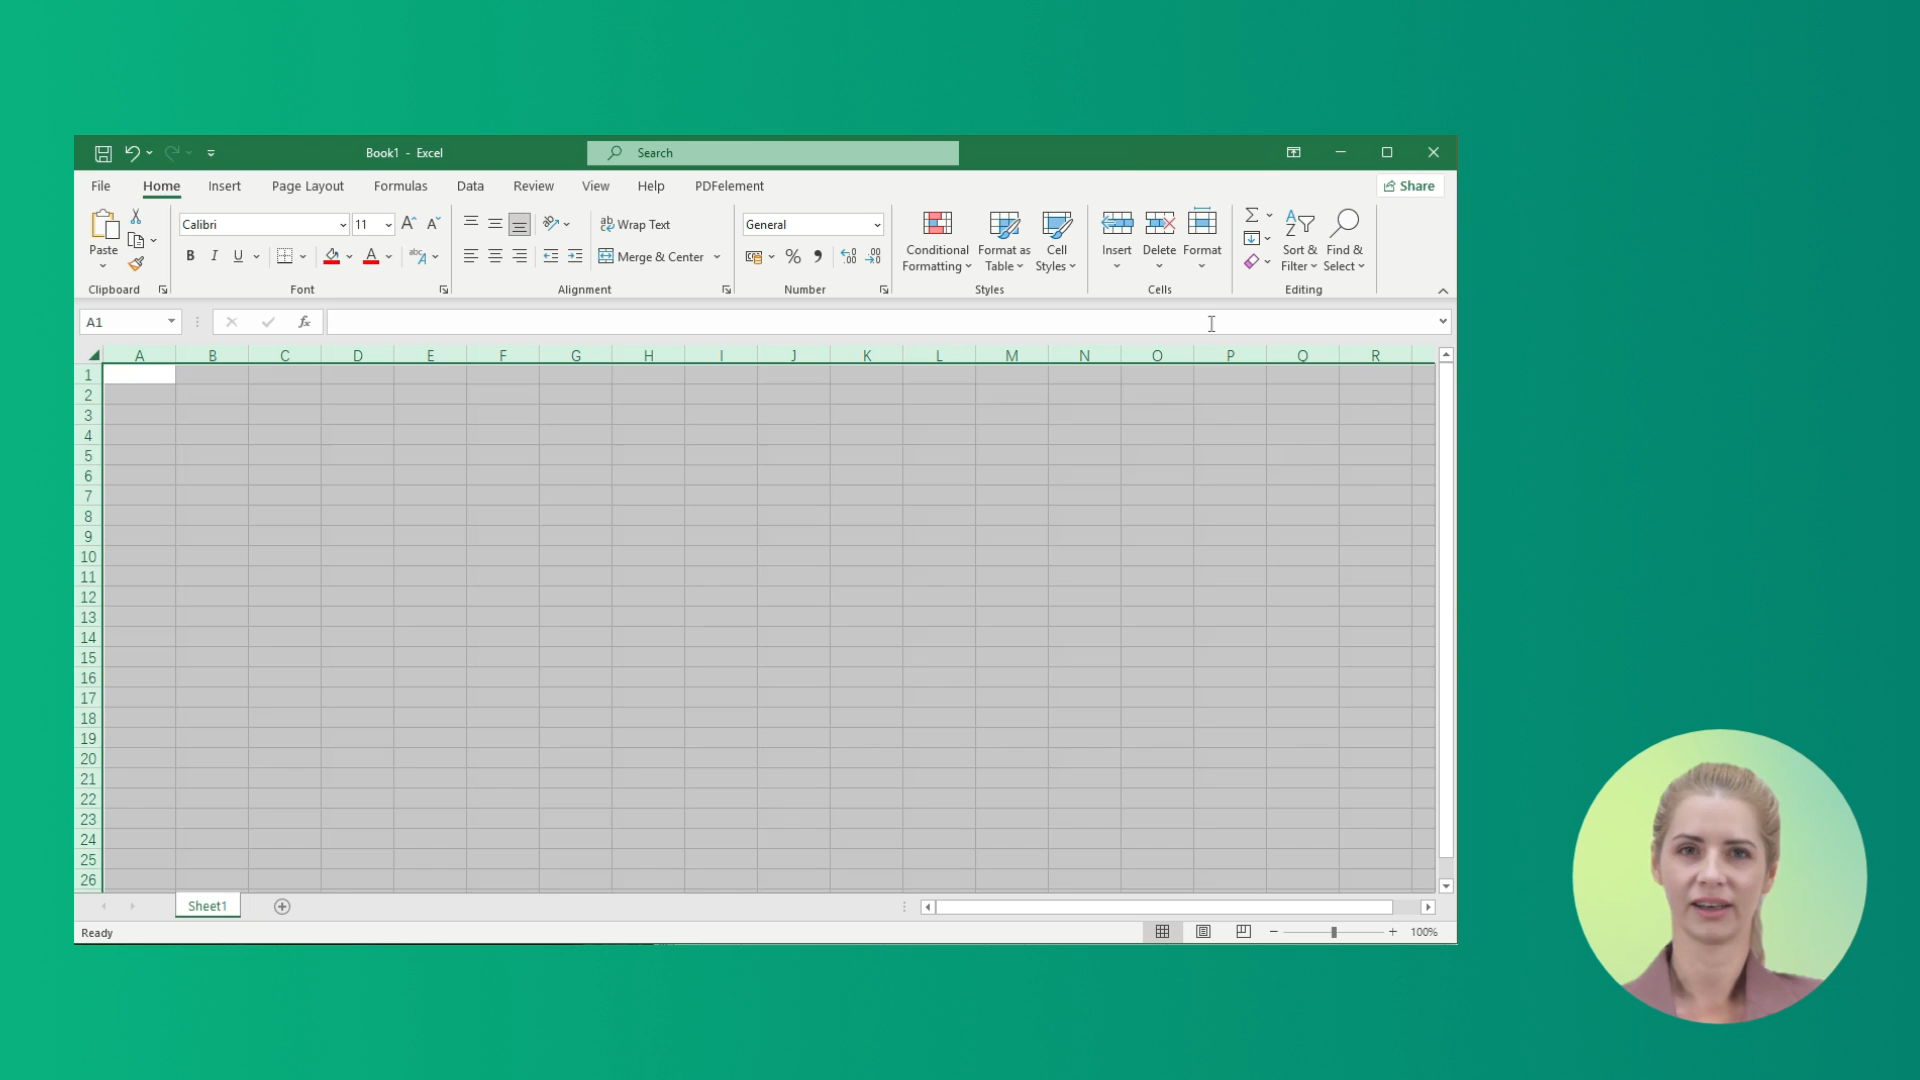 Book1 - Excel
Search
File Home Insert Page Layout Formulas Data Review View Help PDFelement
Share
Paste
Calibri
11
B I U
A
abc
Wrap Text
Merge & Center
General
% ,
Conditional Formatting
Format as Table
Cell Styles
Insert
Delete
Format
Sort & Filter
Find & Select
Clipboard Font Alignment Number Styles Cells Editing
A1
fx
A B C D E F G H I J K L M N O P Q R
1
2
3
4
5
6
7
8
9
10
11
12
13
14
15
16
17
18
19
20
21
22
23
24
25
26
Sheet1
Ready
100%